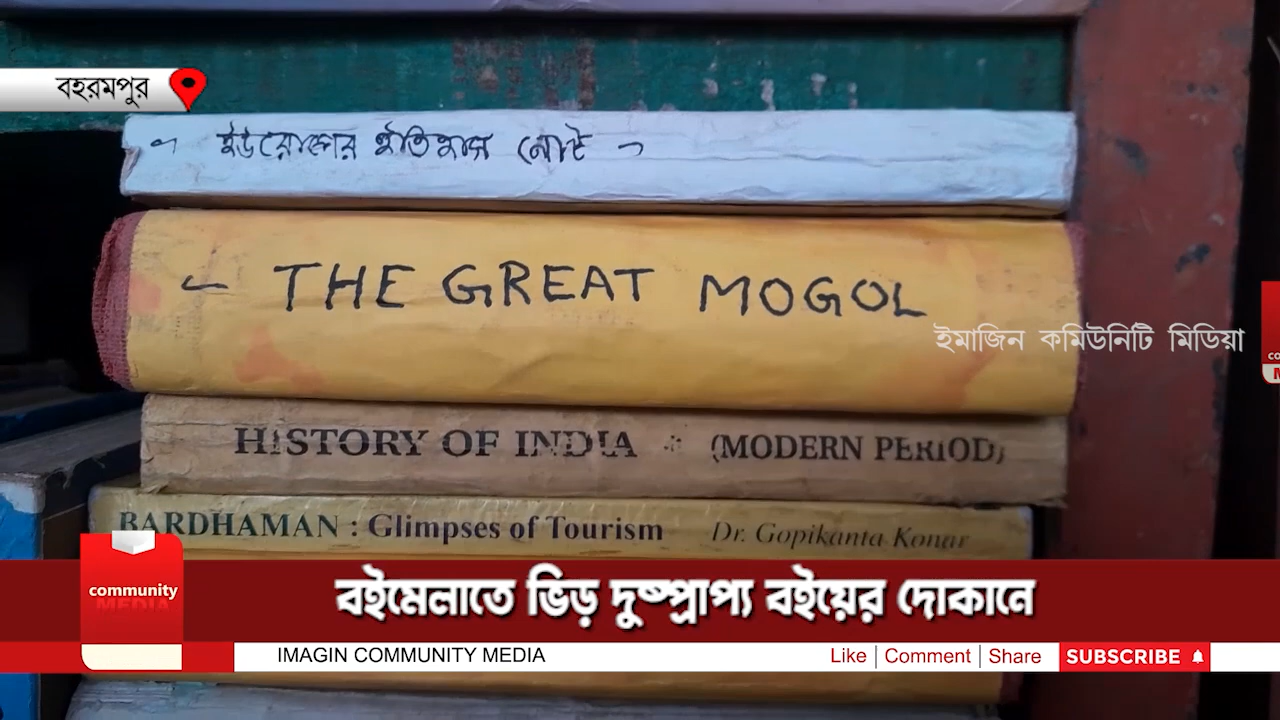 বহরমপুর
ইউরোপের ইতিহাস নোট
THE GREAT MOGOL
ইমাজিন কমিউনিটি মিডিয়া
HISTORY OF INDIA (MODERN PERIOD)
BARDHAMAN : Glimpses of Tourism Dr. Gopikanta Konar
community
MEDIA
বইমেলাতে ভিড় দুষ্প্রাপ্য বইয়ের দোকানে
IMAGIN COMMUNITY MEDIA
Like | Comment | Share SUBSCRIBE